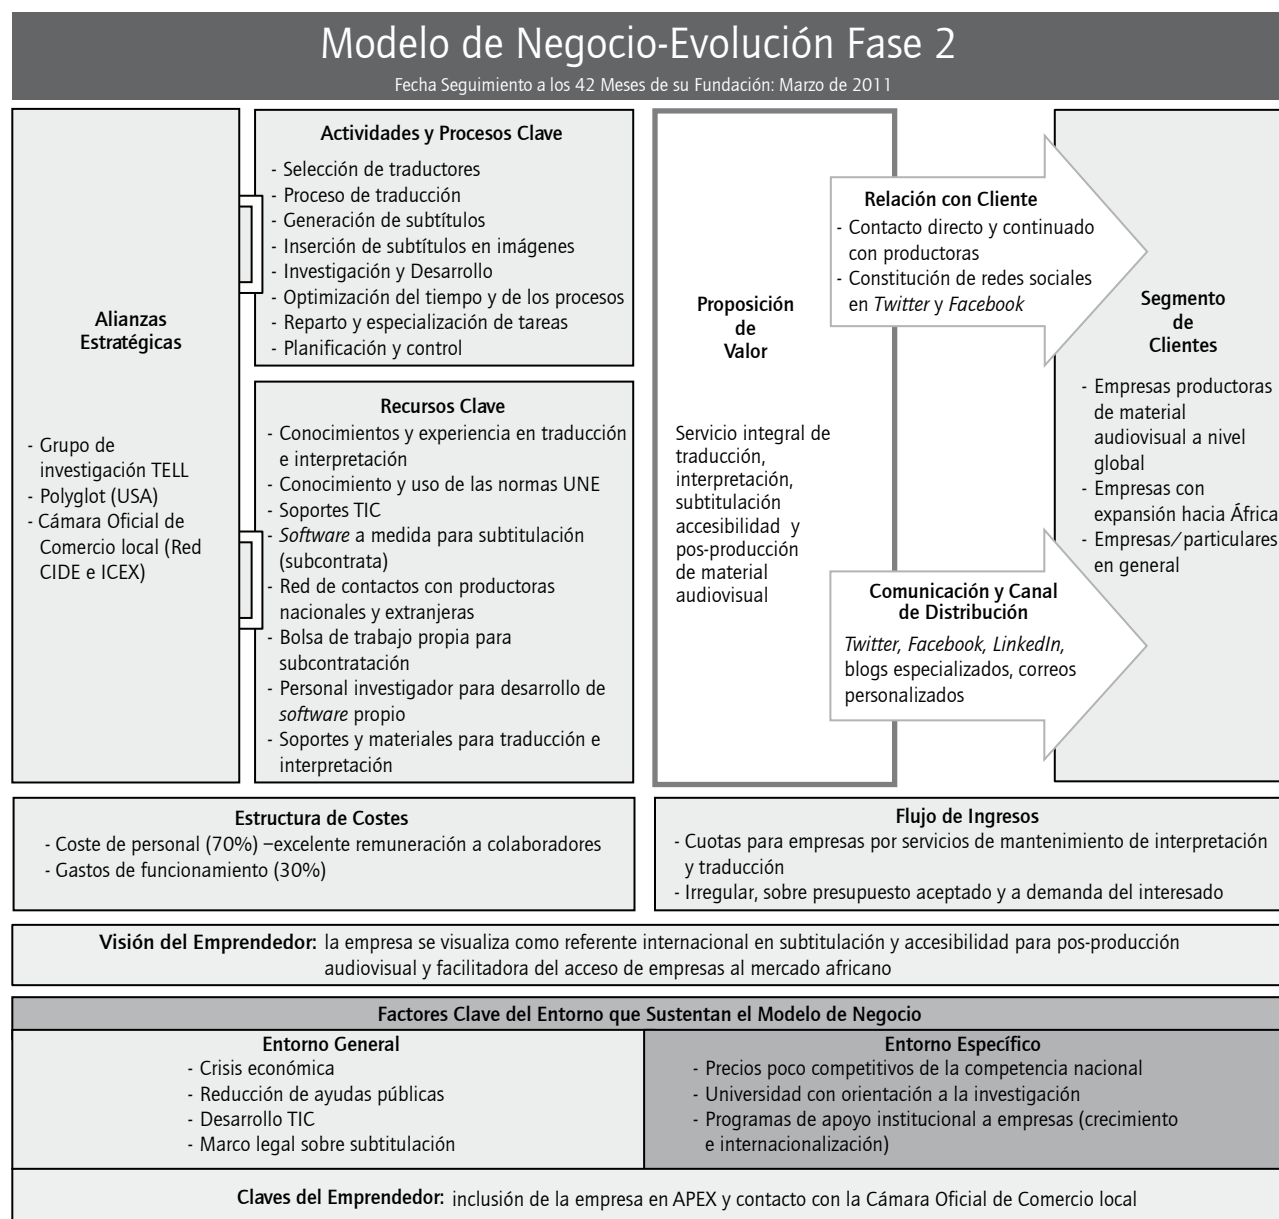 Modelo de Negocio-Evolución Fase 2
Fecha Seguimiento a los 42 Meses de su Fundación: Marzo de 2011
Alianzas
Estratégicas
- Grupo de
investigación TELL
- Polyglot (USA)
- Cámara Oficial de
Comercio local (Red
CIDE e ICEX)
Actividades y Procesos Clave
- Selección de traductores
- Proceso de traducción
- Generación de subtítulos
- Inserción de subtítulos en imágenes
- Investigación y Desarrollo
- Optimización del tiempo y de los procesos
- Reparto y especialización de tareas
- Planificación y control
Recursos Clave
- Conocimientos y experiencia en traducción
e interpretación
- Conocimiento y uso de las normas UNE
- Soportes TIC
- Software a medida para subtitulación
(subcontrata)
- Red de contactos con productoras
nacionales y extranjeras
- Bolsa de trabajo propia para
subcontratación
- Personal investigador para desarrollo de
software propio
- Soportes y materiales para traducción e
interpretación
Proposición
de
Valor
Servicio integral de
traducción,
interpretación,
subtitulación
accesibilidad y
pos-producción
de material
audiovisual
Relación con Cliente
- Contacto directo y continuado
con productoras
- Constitución de redes sociales
en Twitter y Facebook
Comunicación y Canal
de Distribución
Twitter, Facebook, LinkedIn,
blogs especializados, correos
personalizados
Segmento
de
Clientes
- Empresas productoras
de material
audiovisual a nivel
global
- Empresas con
expansión hacia África
- Empresas/particulares
en general
Estructura de Costes
- Coste de personal (70%) –excelente remuneración a colaboradores
- Gastos de funcionamiento (30%)
Flujo de Ingresos
- Cuotas para empresas por servicios de mantenimiento de interpretación
y traducción
- Irregular, sobre presupuesto aceptado y a demanda del interesado
Visión del Emprendedor: la empresa se visualiza como referente internacional en subtitulación y accesibilidad para pos-producción
audiovisual y facilitadora del acceso de empresas al mercado africano
Factores Clave del Entorno que Sustentan el Modelo de Negocio
Entorno General
- Crisis económica
- Reducción de ayudas públicas
- Desarrollo TIC
- Marco legal sobre subtitulación
Entorno Específico
- Precios poco competitivos de la competencia nacional
- Universidad con orientación a la investigación
- Programas de apoyo institucional a empresas (crecimiento
e internacionalización)
Claves del Emprendedor: inclusión de la empresa en APEX y contacto con la Cámara Oficial de Comercio local